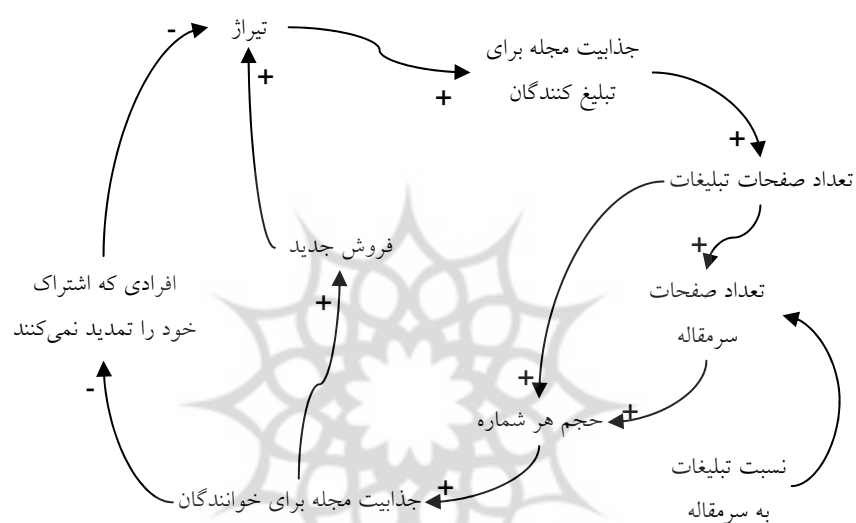 تیراژ
-
+
+
جذابیت مجله برای
تبلیغ کنندگان
+
تعداد صفحات تبلیغات
+
تعداد صفحات
سرمقاله
فروش جدید
+
افرادی که اشتراک
خود را تمدید نمی‌کنند
-
+
+
حجم هر شماره
نسبت تبلیغات
به سرمقاله
+
جذابیت مجله برای خوانندگان